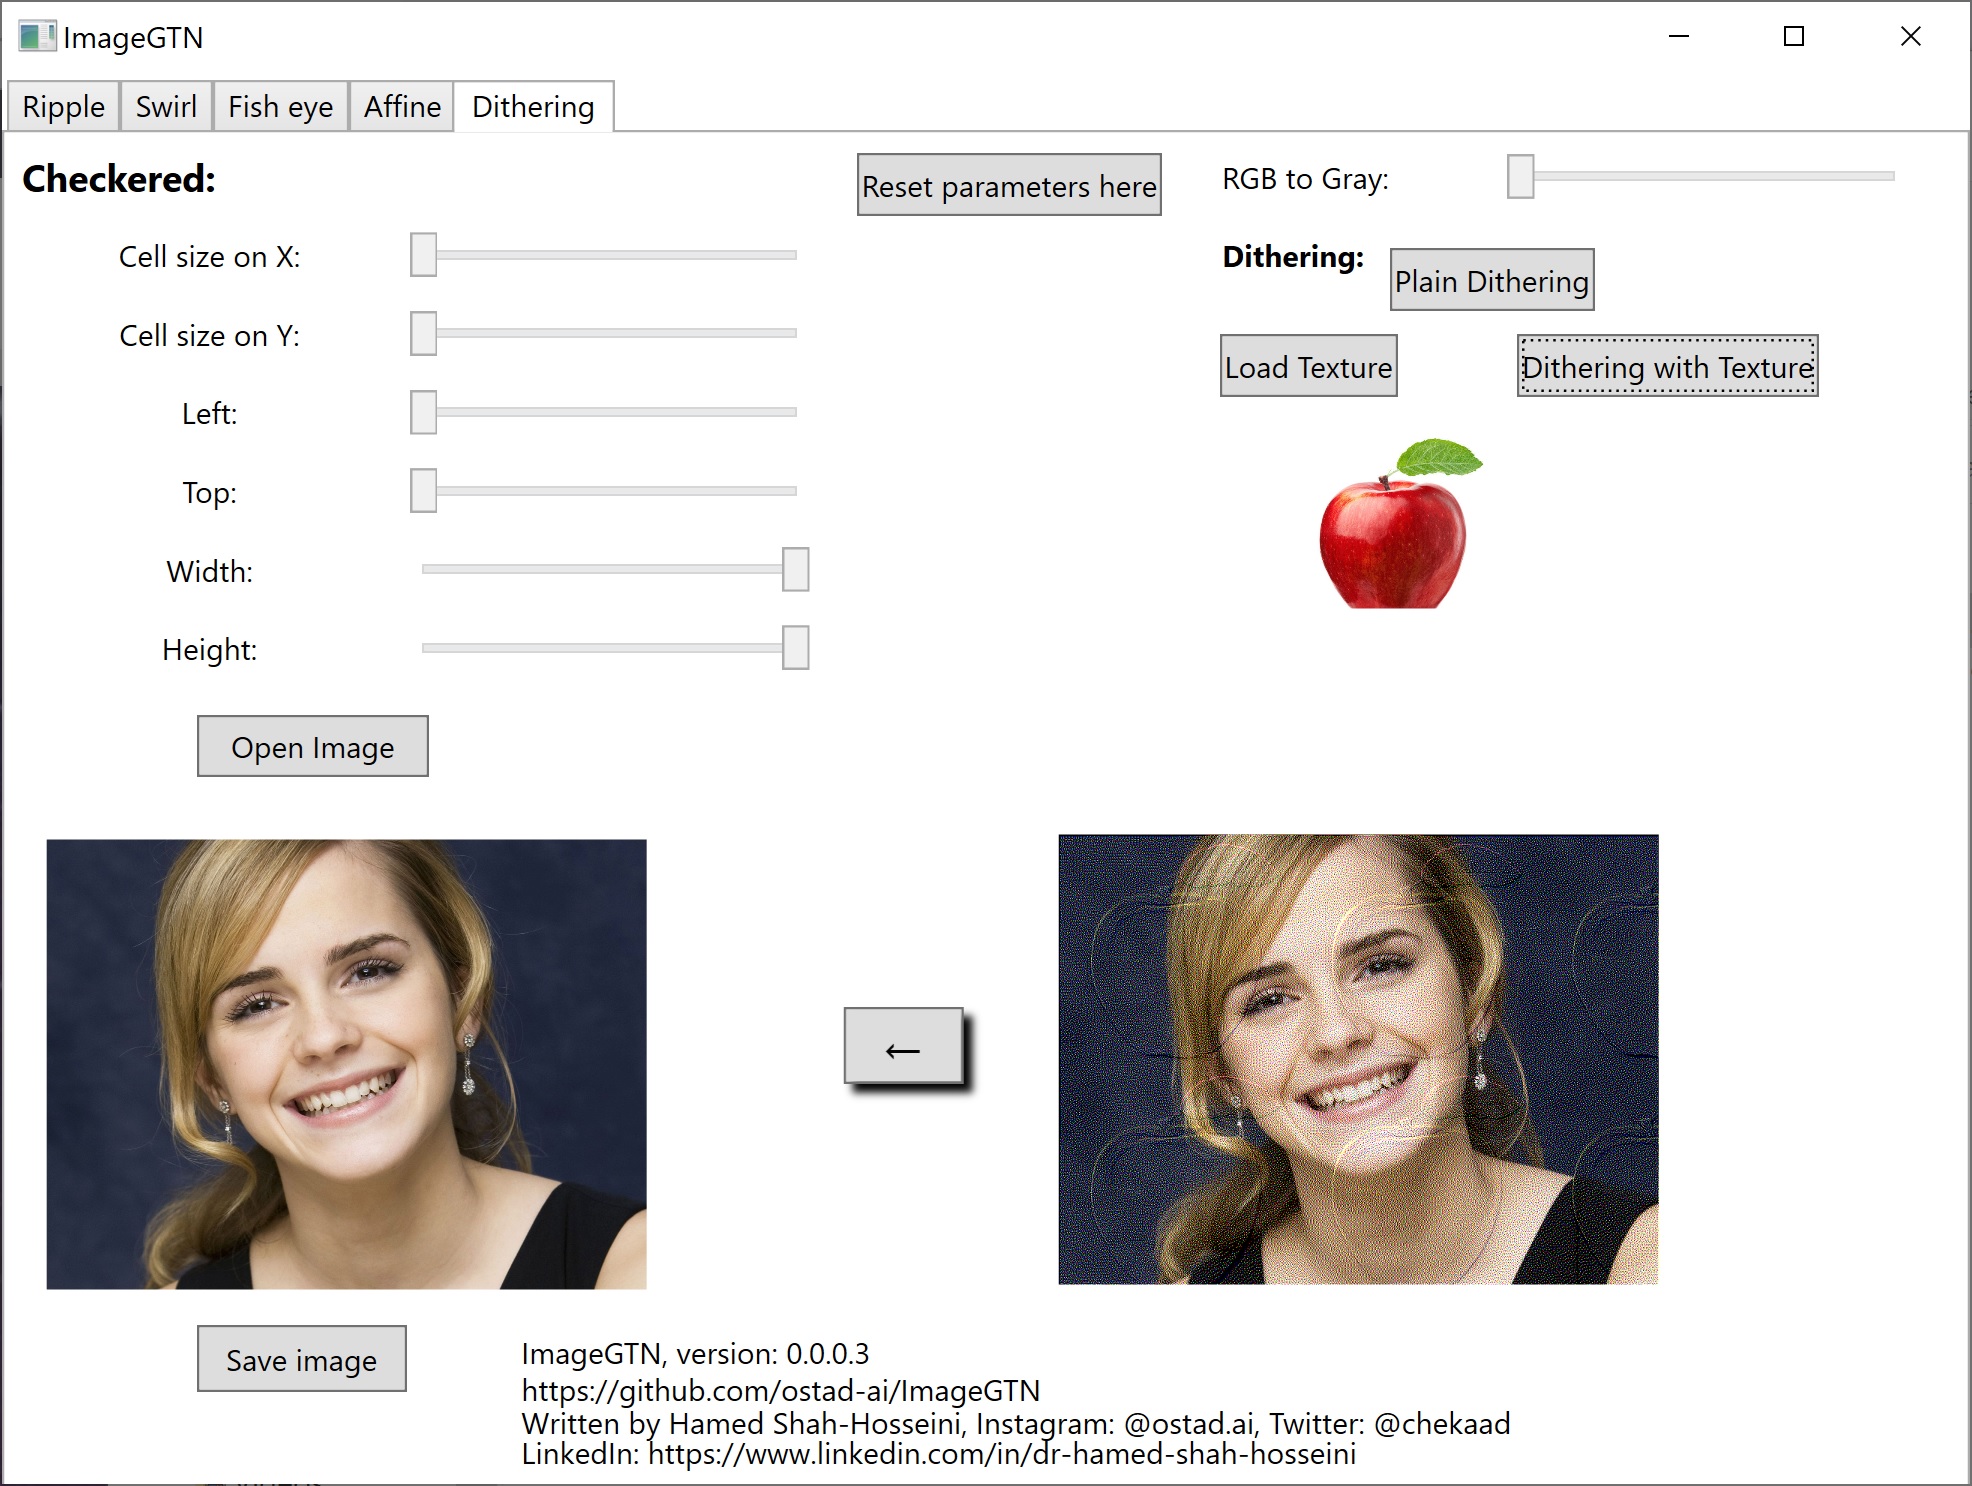 ImageGTN
Ripple Swirl Fish eye Affine Dithering
Checkered:
Reset parameters here
RGB to Gray:
Cell size on X:
Dithering:
Plain Dithering
Cell size on Y:
Load Texture
Dithering with Texture
Left:
Top:
Width:
Height:
Open Image
←
Save image
ImageGTN, version: 0.0.0.3
https://github.com/ostad-ai/ImageGTN
Written by Hamed Shah-Hosseini, Instagram: @ostad.ai, Twitter: @chekaad
LinkedIn: https://www.linkedin.com/in/dr-hamed-shah-hosseini